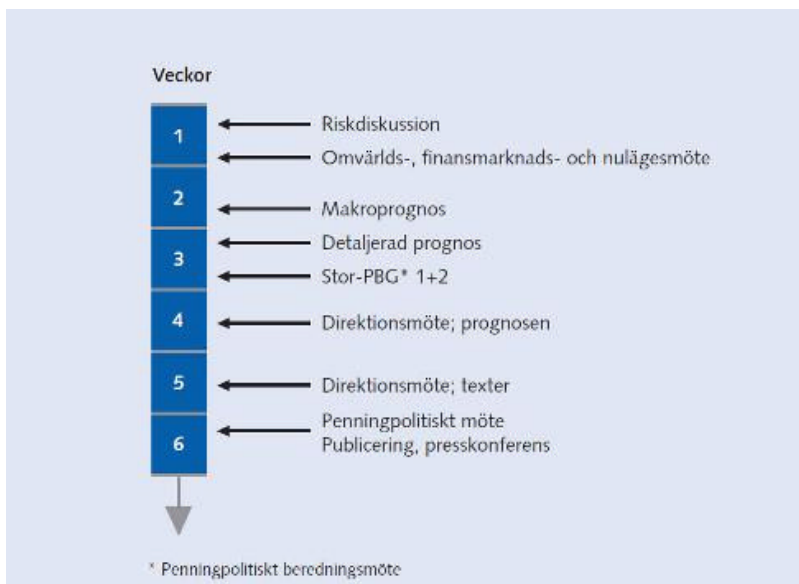 Veckor
1
Riskdiskussion
Omvärlds-, finansmarknads- och nulägesmöte
2
Makroprognos
Detaljerad prognos
3
Stor-PBG* 1+2
4
Direktionsmöte; prognosen
5
Direktionsmöte; texter
Penningpolitiskt möte
6
Publicering, presskonferens
* Penningpolitiskt beredningsmöte